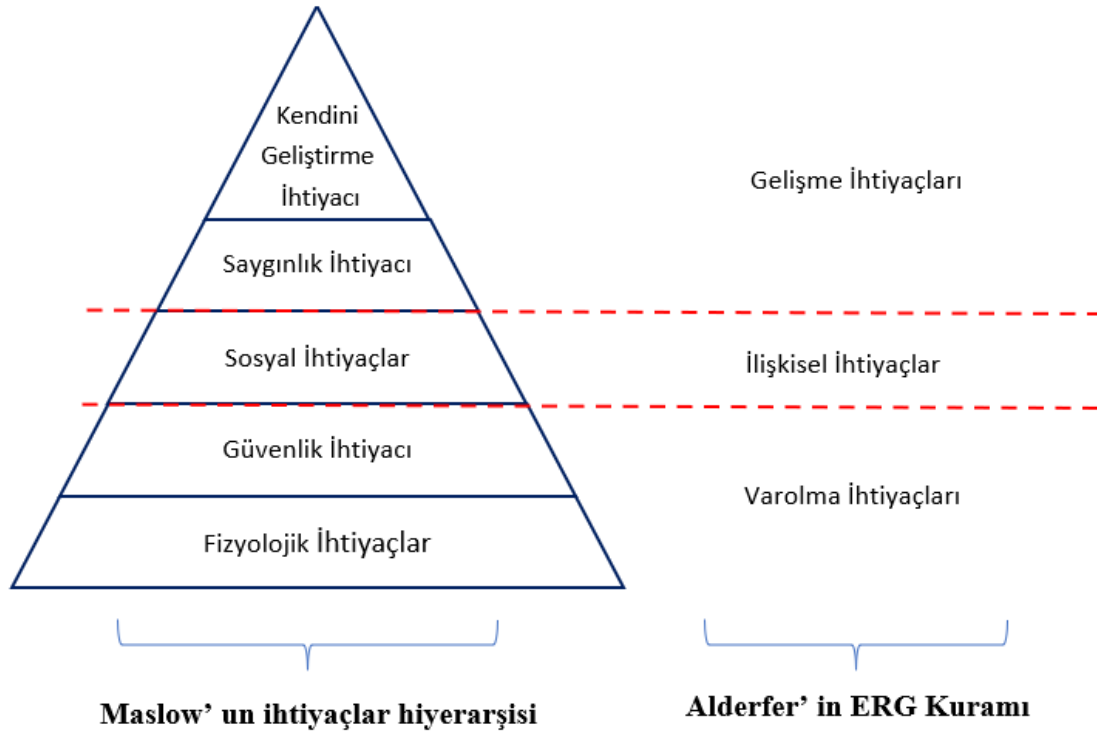 Kendini
Geliştirme
İhtiyacı
Saygınlık İhtiyacı
Sosyal İhtiyaçlar
Güvenlik İhtiyacı
Fizyolojik İhtiyaçlar
Gelişme İhtiyaçları
İlişkisel İhtiyaçlar
Varolma İhtiyaçları
Maslow’ un ihtiyaçlar hiyerarşisi
Alderfer’ in ERG Kuramı